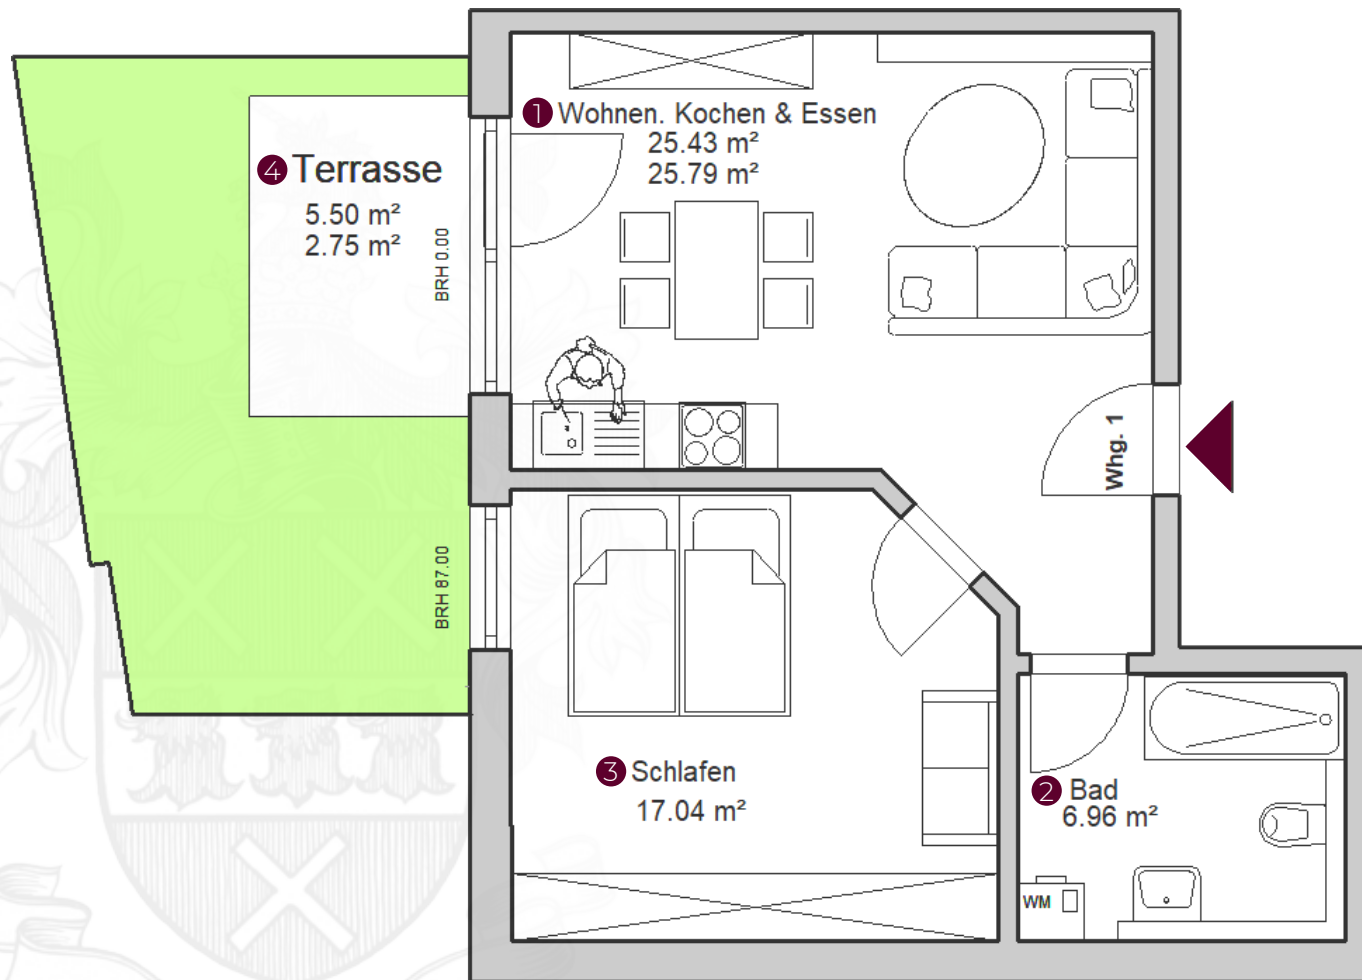 1 Wohnen. Kochen & Essen
25.43 m²
25.79 m²
4 Terrasse
5.50 m²
2.75 m²
BRH 0.00
Whg. 1
BRH 87.00
3 Schlafen
17.04 m²
2 Bad
6.96 m²
WM